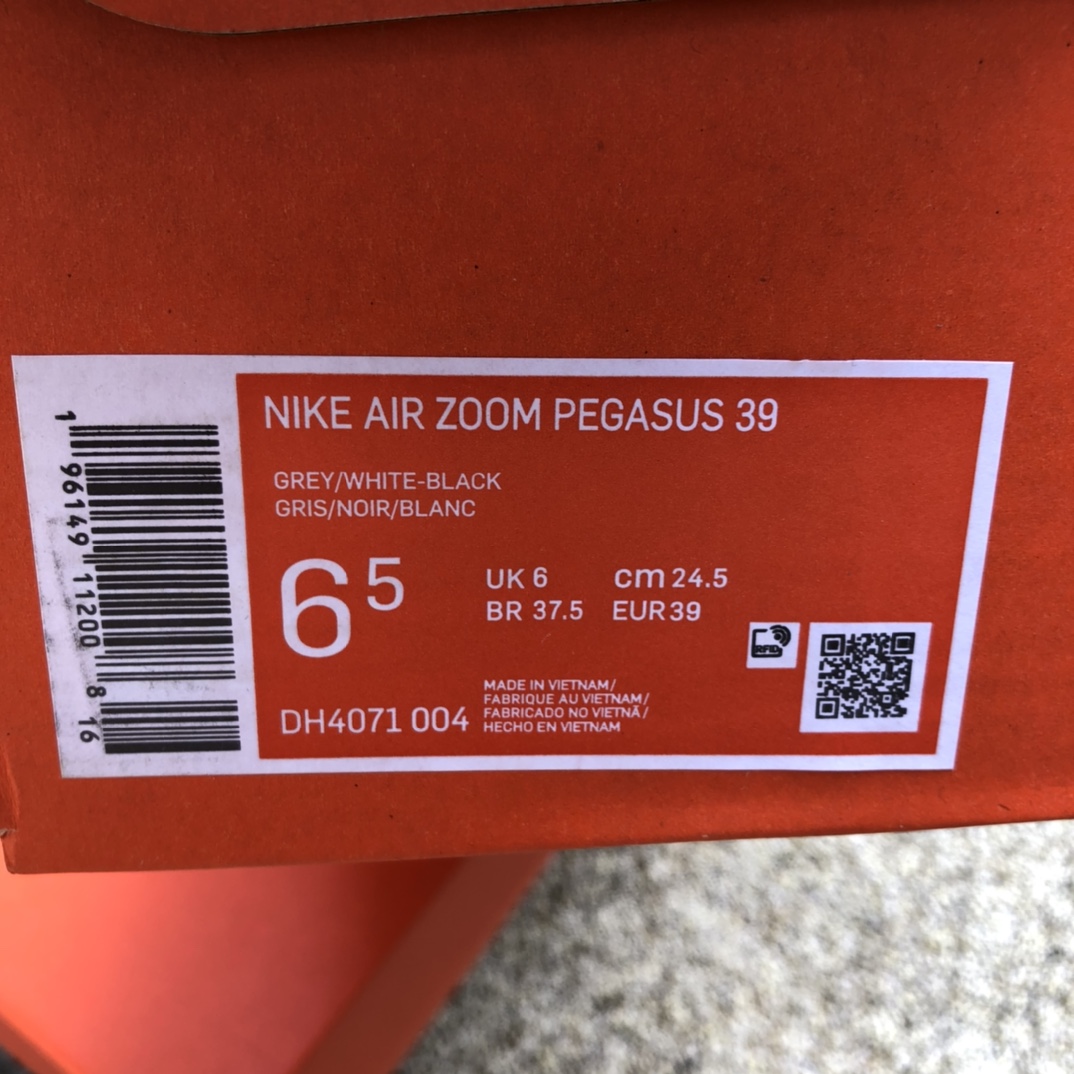 NIKE AIR ZOOM PEGASUS 39
GREY/WHITE-BLACK
GRIS/NOIR/BLANC
6 5
UK 6 cm 24.5
BR 37.5 EUR 39
RFID
DH4071 004
MADE IN VIETNAM/
FABRIQUE AU VIETNAM/
FABRICADO NO VIETNÃ/
HECHO EN VIETNAM
1 96149 11200 8 16